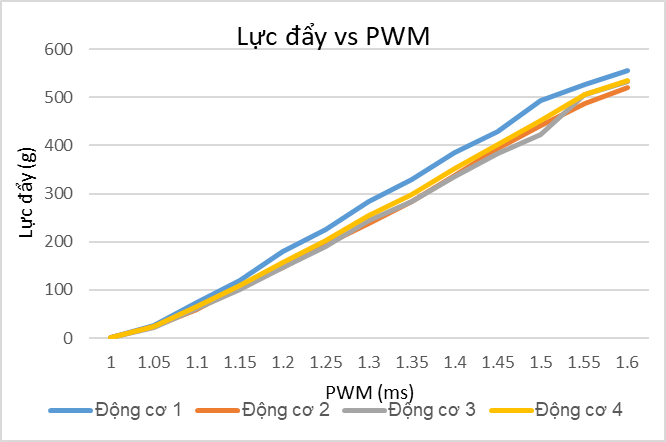 Lực đẩy vs PWM
600
500
400
300
200
100
0
Lực đẩy (g)
1 1.05 1.1 1.15 1.2 1.25 1.3 1.35 1.4 1.45 1.5 1.55 1.6
PWM (ms)
Động cơ 1 Động cơ 2 Động cơ 3 Động cơ 4